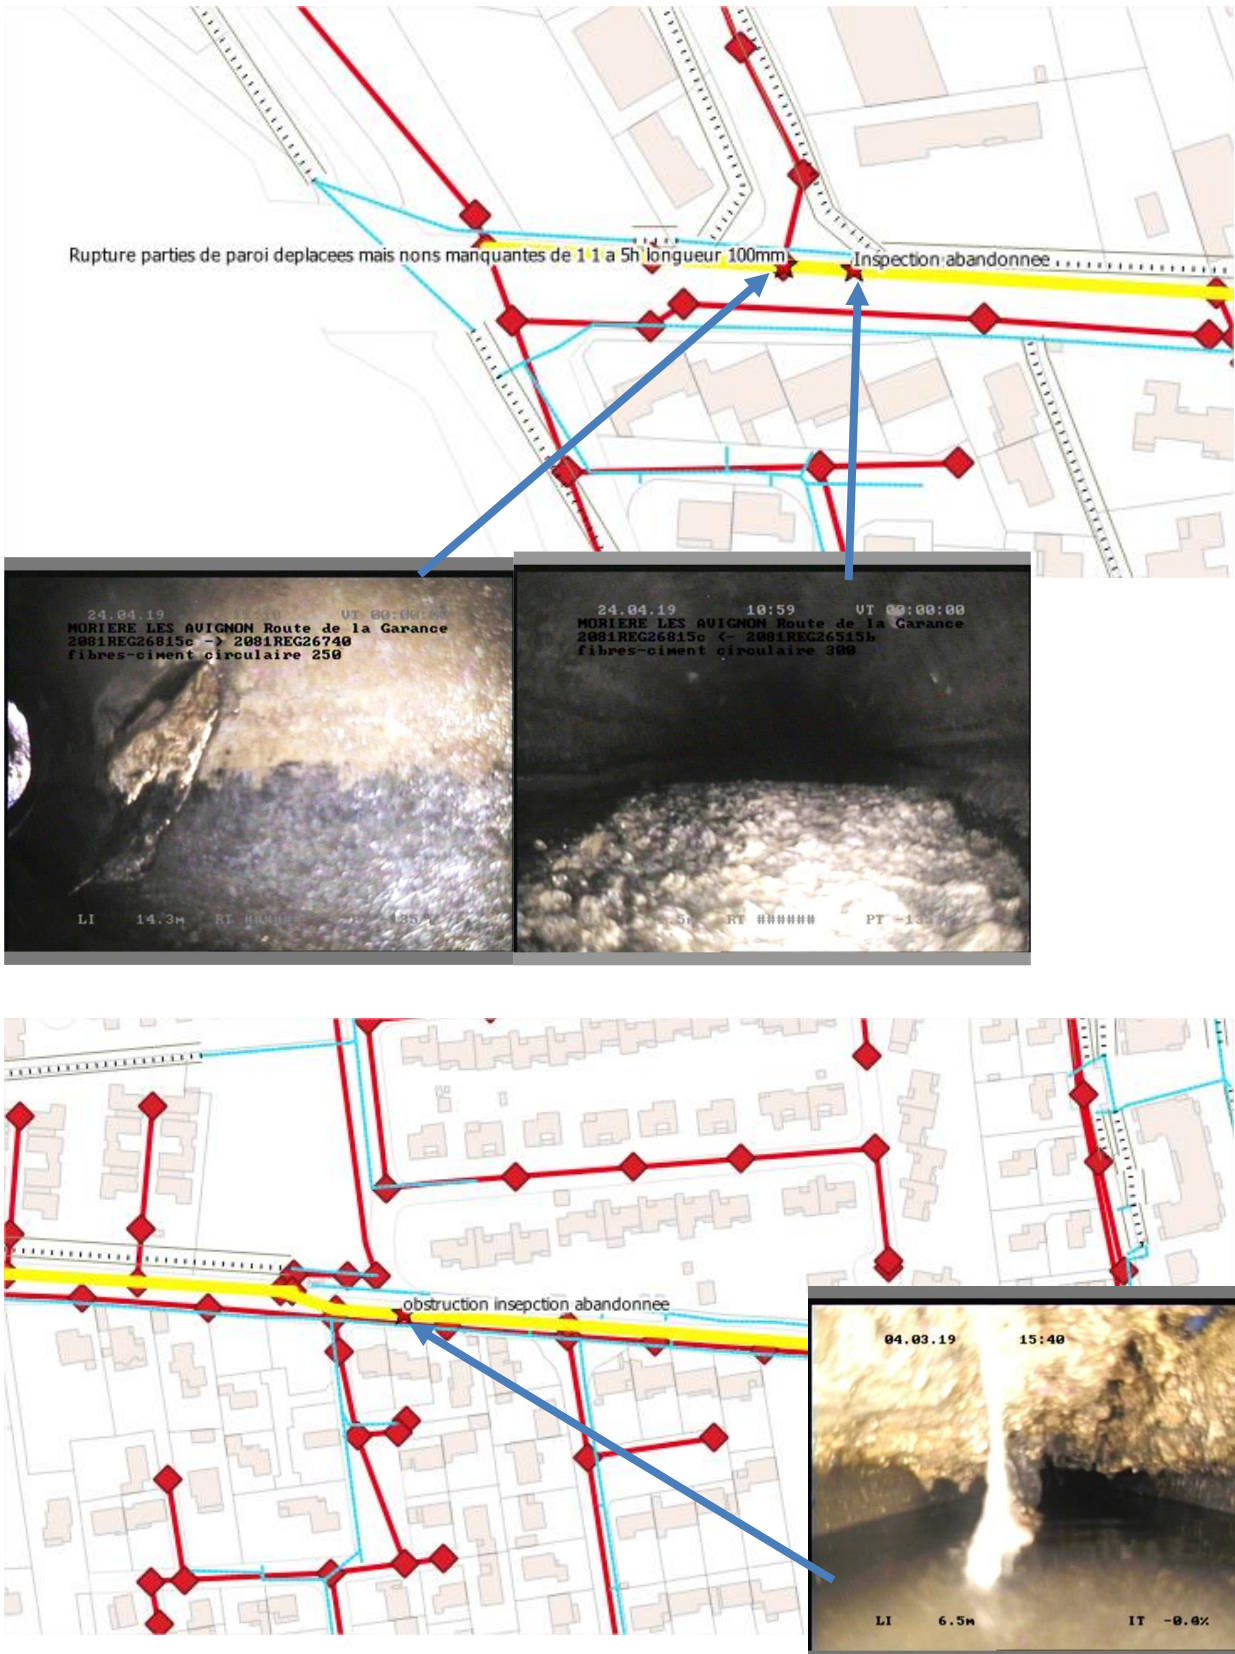 Rupture parties de paroi deplacees mais nons manquantes de 1 1 a 5h longueur 100mm
Inspection abandonnee
24.04.19 VT 00:00:00
MORIERE LES AVIGNON Route de la Garance
2081REG26815c -> 2081REG26740
fibres-ciment circulaire 250
LI 14.3m RT ######
24.04.19 10:59 VT 00:00:00
MORIERE LES AVIGNON Route de la Garance
2081REG26815c <- 2081REG26515b
fibres-ciment circulaire 300
RT ###### PT
obstruction insepction abandonnee
04.03.19 15:40
LI 6.5m IT -0.0%